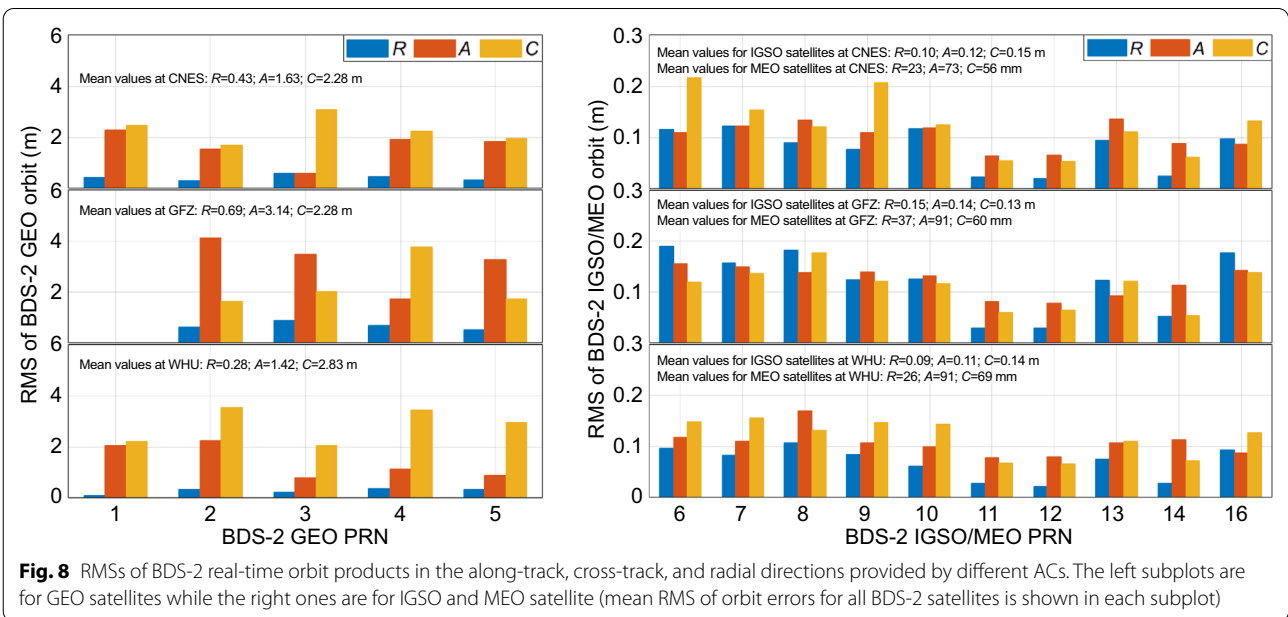 RMS of BDS-2 GEO orbit (m)
R A C
Mean values at CNES: R=0.43; A=1.63; C=2.28 m
6
4
2
Mean values at GFZ: R=0.69; A=3.14; C=2.28 m
6
4
2
Mean values at WHU: R=0.28; A=1.42; C=2.83 m
6
4
2
0
1 2 3 4 5
BDS-2 GEO PRN
RMS of BDS-2 IGSO/MEO orbit (m)
R A C
Mean values for IGSO satellites at CNES: R=0.10; A=0.12; C=0.15 m
Mean values for MEO satellites at CNES: R=23; A=73; C=56 mm
0.3
0.2
0.1
Mean values for IGSO satellites at GFZ: R=0.15; A=0.14; C=0.13 m
Mean values for MEO satellites at GFZ: R=37; A=91; C=60 mm
0.3
0.2
0.1
Mean values for IGSO satellites at WHU: R=0.09; A=0.11; C=0.14 m
Mean values for MEO satellites at WHU: R=26; A=91; C=69 mm
0.3
0.2
0.1
0
6 7 8 9 10 11 12 13 14 16
BDS-2 IGSO/MEO PRN
Fig. 8 RMSs of BDS-2 real-time orbit products in the along-track, cross-track, and radial directions provided by different ACs. The left subplots are
for GEO satellites while the right ones are for IGSO and MEO satellite (mean RMS of orbit errors for all BDS-2 satellites is shown in each subplot)